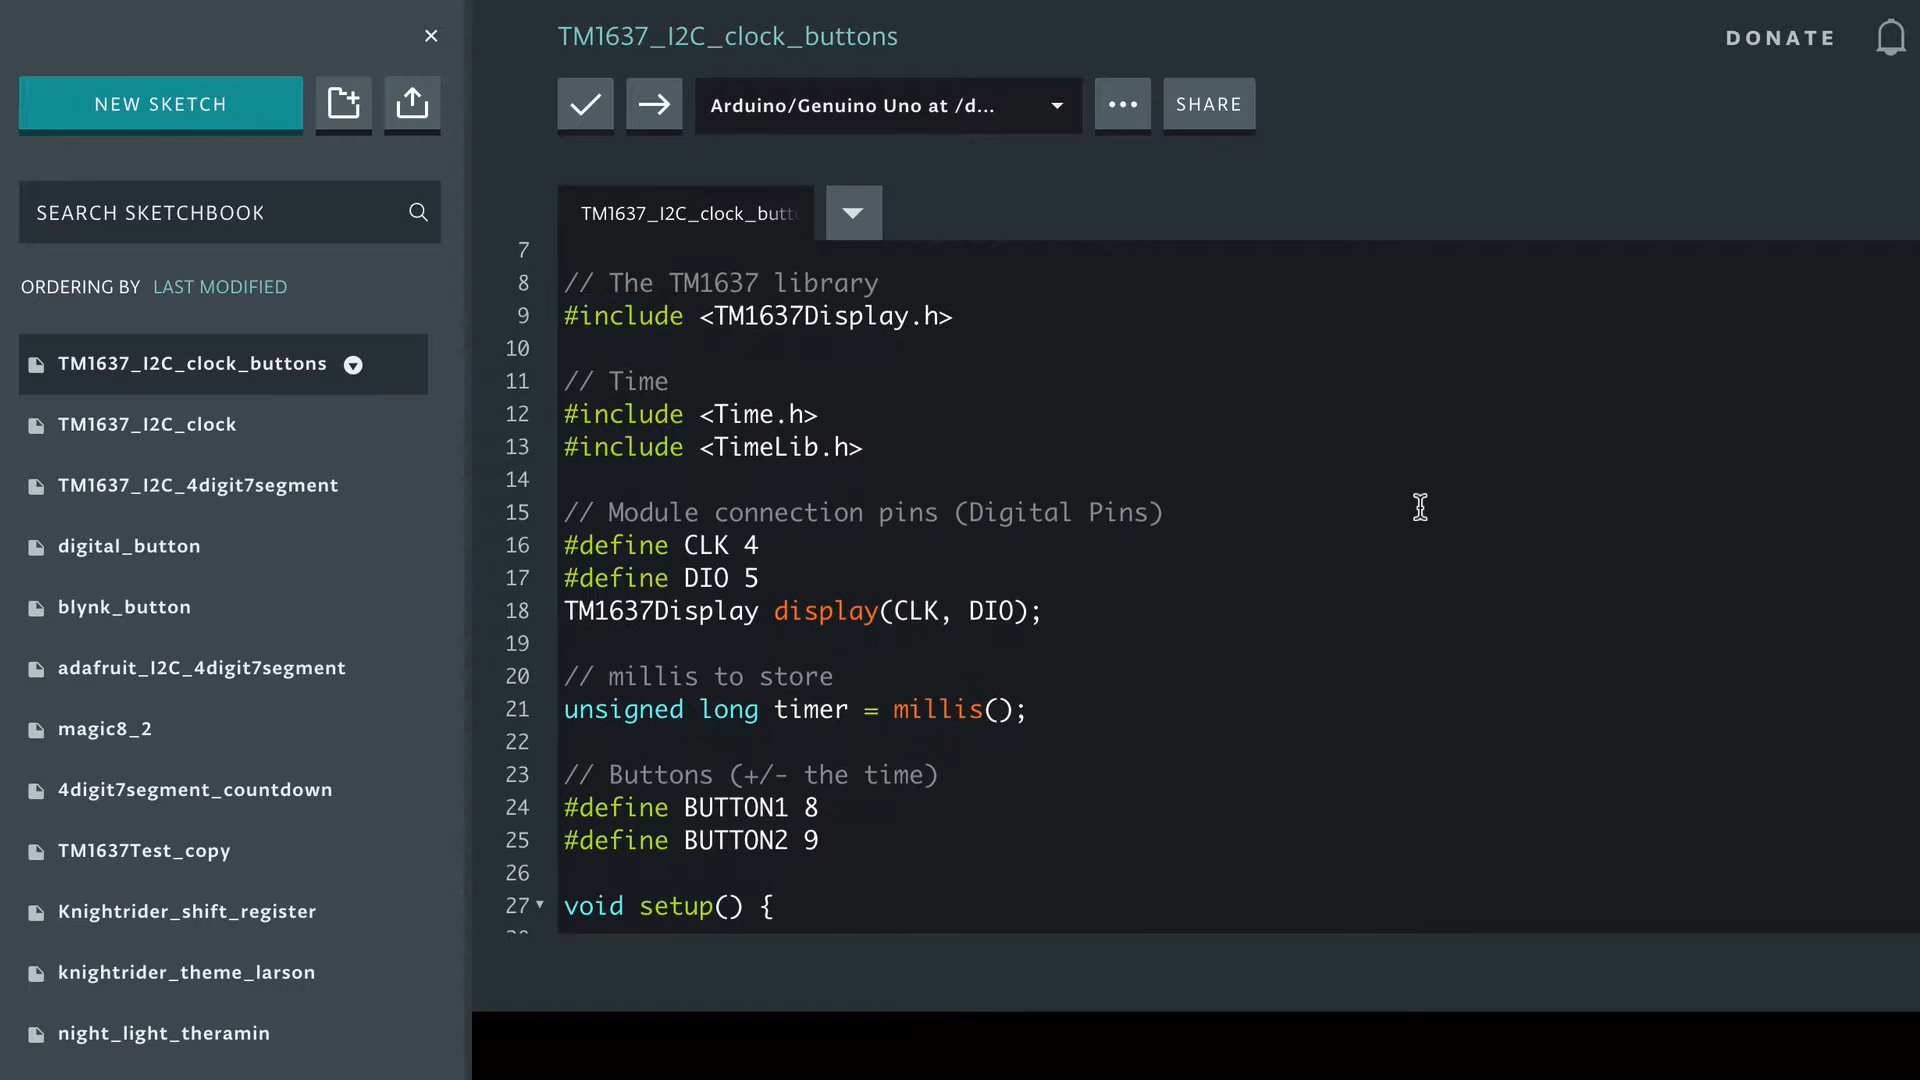 NEW SKETCH
SEARCH SKETCHBOOK
ORDERING BY LAST MODIFIED
TM1637_I2C_clock_buttons
TM1637_I2C_clock
TM1637_I2C_4digit7segment
digital_button
blynk_button
adafruit_I2C_4digit7segment
magic8_2
4digit7segment_countdown
TM1637Test_copy
Knightrider_shift_register
knightrider_theme_larson
night_light_theramin
TM1637_I2C_clock_buttons
DONATE
Arduino/Genuino Uno at /d...
SHARE
TM1637_I2C_clock_butt
7
8 // The TM1637 library
9 #include <TM1637Display.h>
10
11 // Time
12 #include <Time.h>
13 #include <TimeLib.h>
14
15 // Module connection pins (Digital Pins)
16 #define CLK 4
17 #define DIO 5
18 TM1637Display display(CLK, DIO);
19
20 // millis to store
21 unsigned long timer = millis();
22
23 // Buttons (+/- the time)
24 #define BUTTON1 8
25 #define BUTTON2 9
26
27 void setup() {